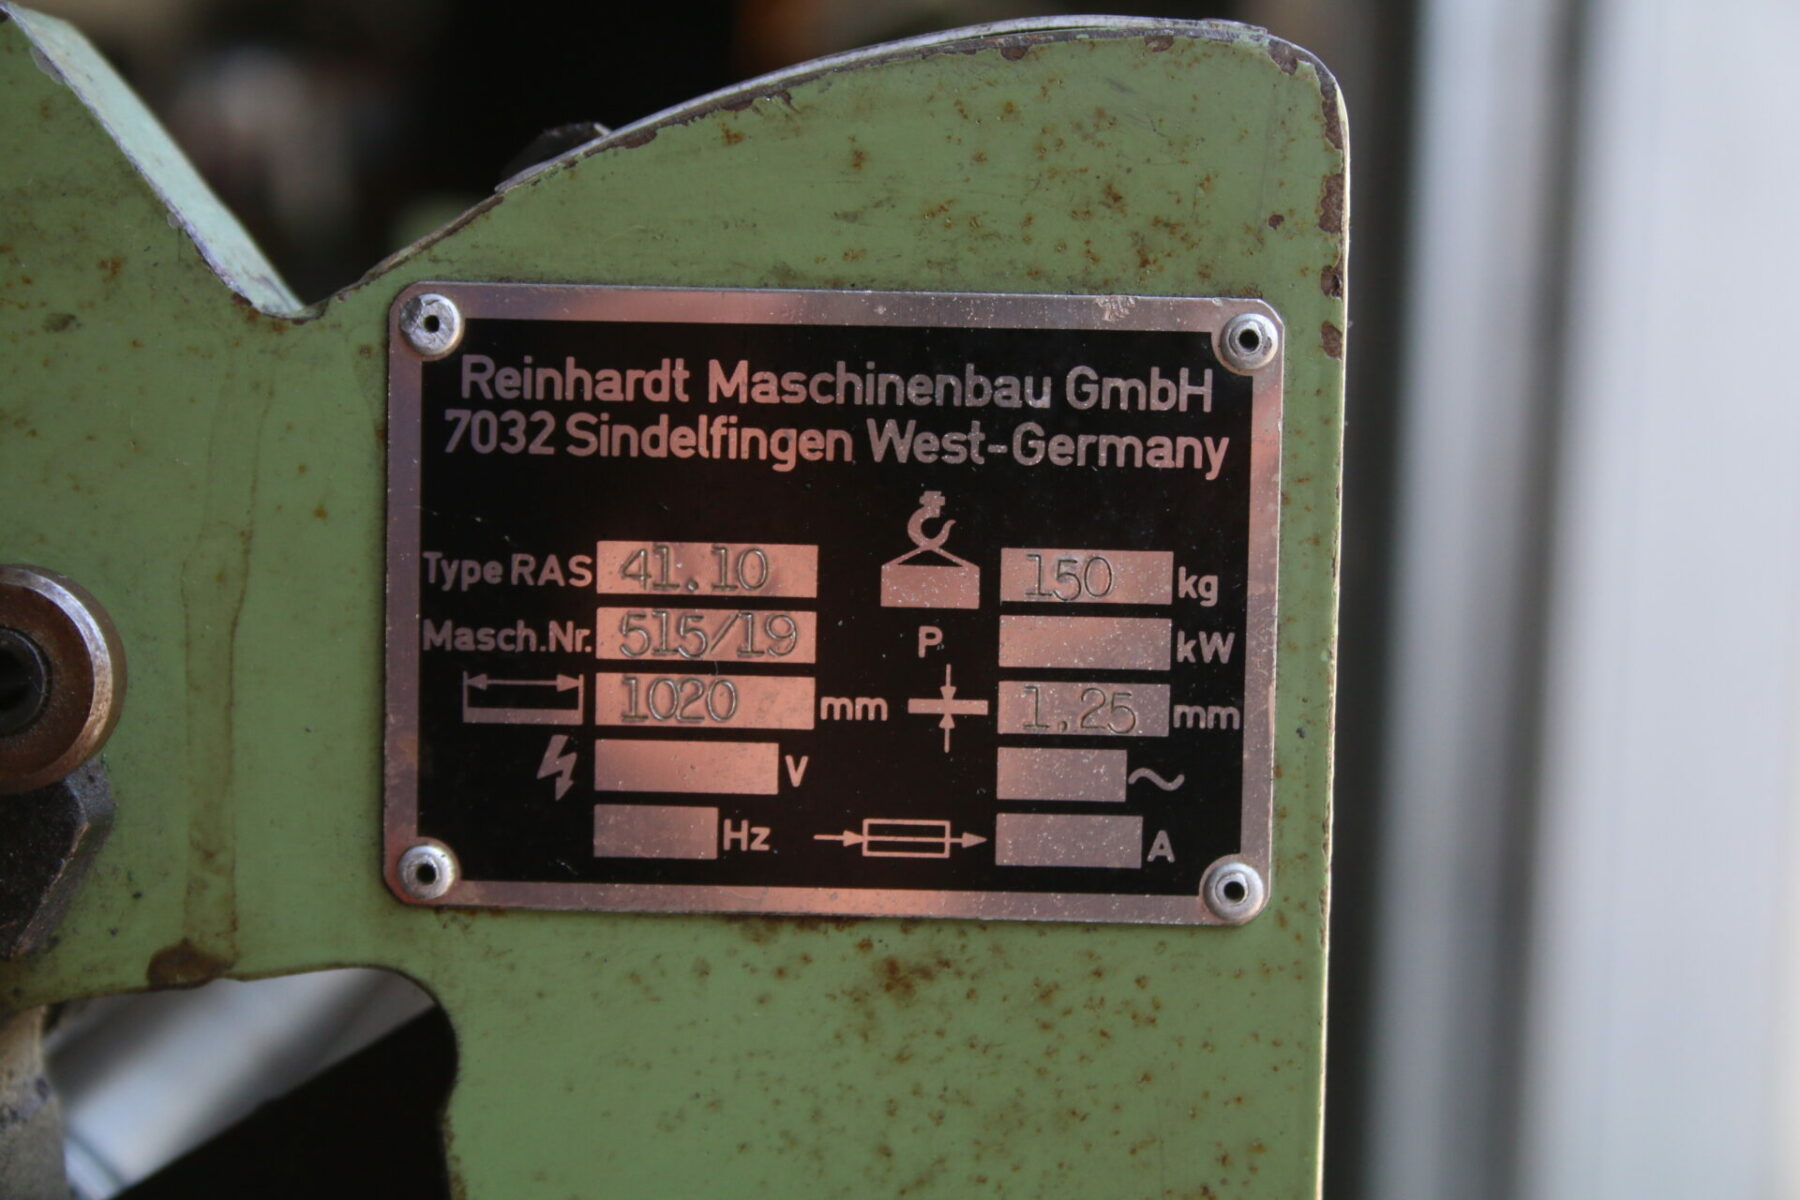 Reinhardt Maschinenbau GmbH
7032 Sindelfingen West-Germany
Type RAS 41.10 150 kg
Masch.Nr. 515/19 P kW
1020 mm 1.25 mm
V ~
Hz A